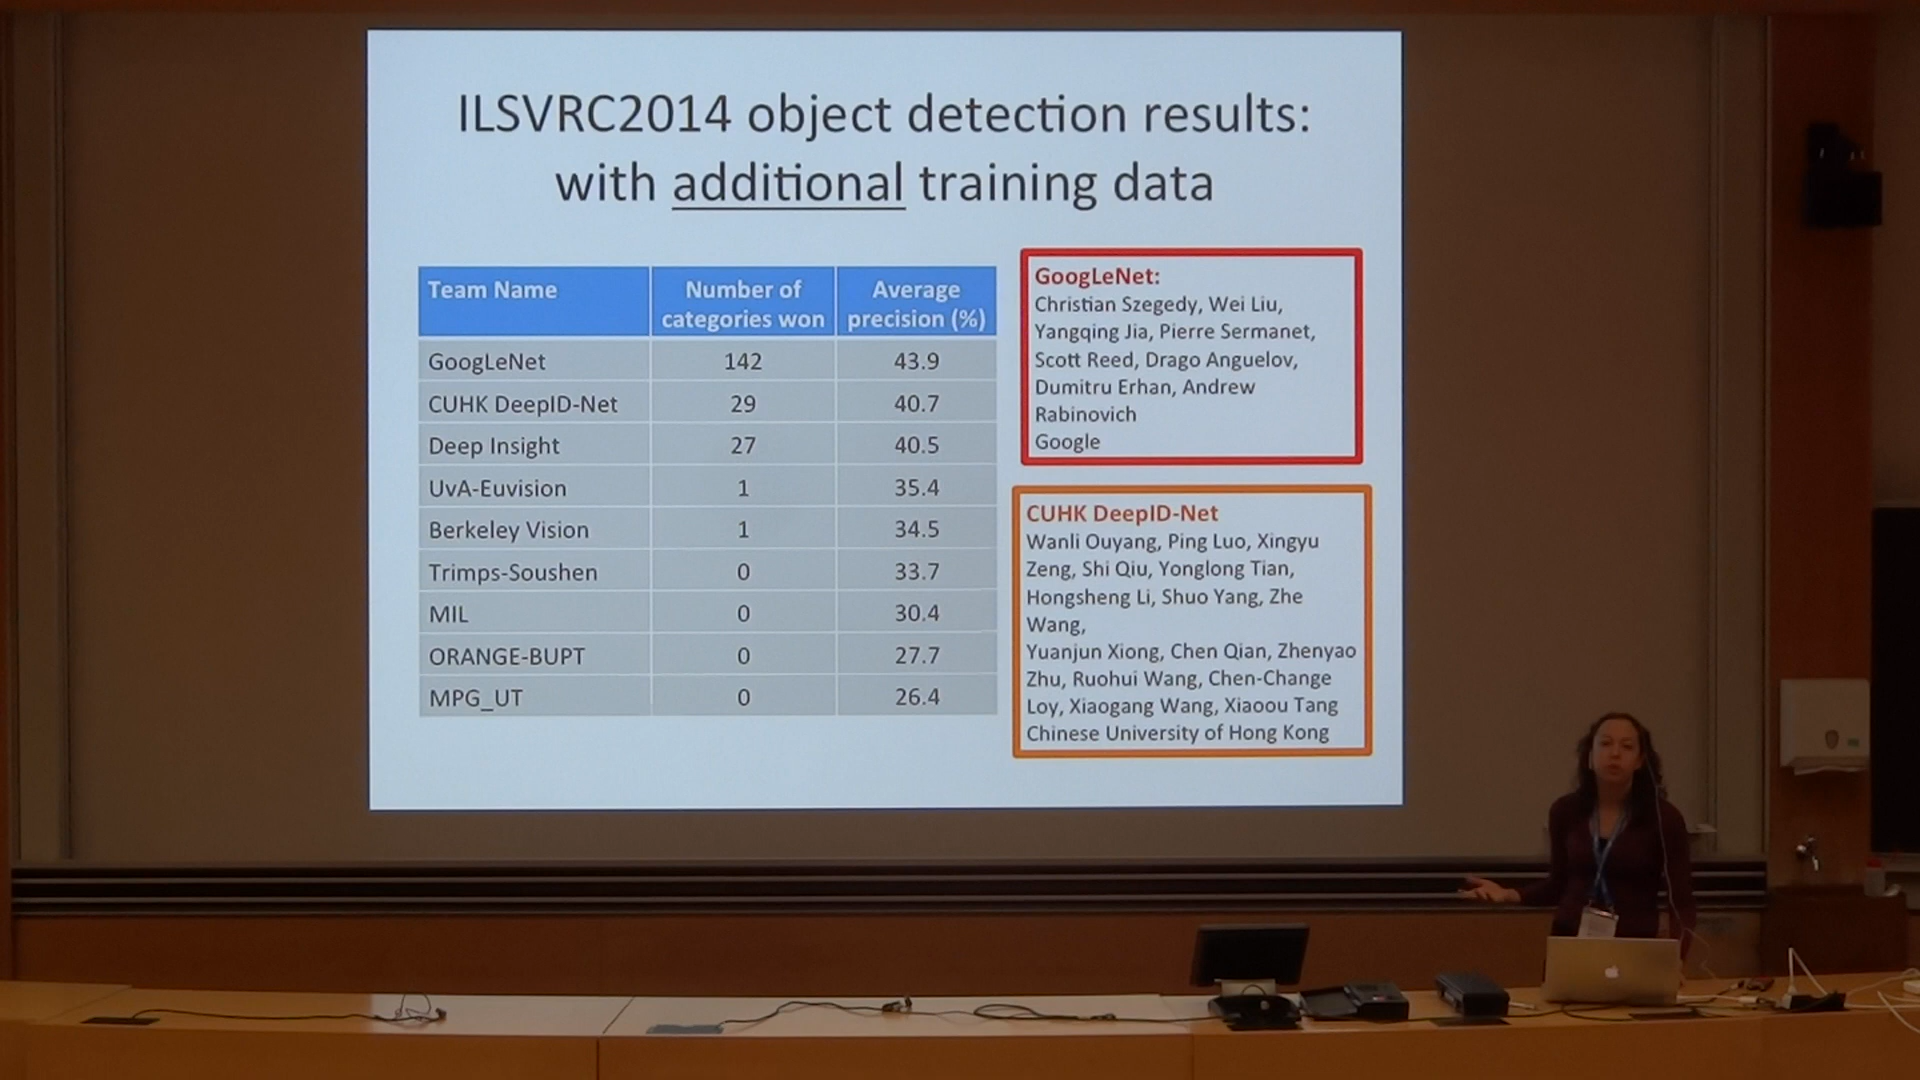 ILSVRC2014 object detection results:
with additional training data
Team Name Number of categories won Average precision (%)
GoogLeNet 142 43.9
CUHK DeepID-Net 29 40.7
Deep Insight 27 40.5
UvA-Euvision 1 35.4
Berkeley Vision 1 34.5
Trimps-Soushen 0 33.7
MIL 0 30.4
ORANGE-BUPT 0 27.7
MPG_UT 0 26.4
GoogLeNet:
Christian Szegedy, Wei Liu,
Yangqing Jia, Pierre Sermanet,
Scott Reed, Drago Anguelov,
Dumitru Erhan, Andrew
Rabinovich
Google
CUHK DeepID-Net
Wanli Ouyang, Ping Luo, Xingyu
Zeng, Shi Qiu, Yonglong Tian,
Hongsheng Li, Shuo Yang, Zhe
Wang,
Yuanjun Xiong, Chen Qian, Zhenyao
Zhu, Ruohui Wang, Chen-Change
Loy, Xiaogang Wang, Xiaoou Tang
Chinese University of Hong Kong